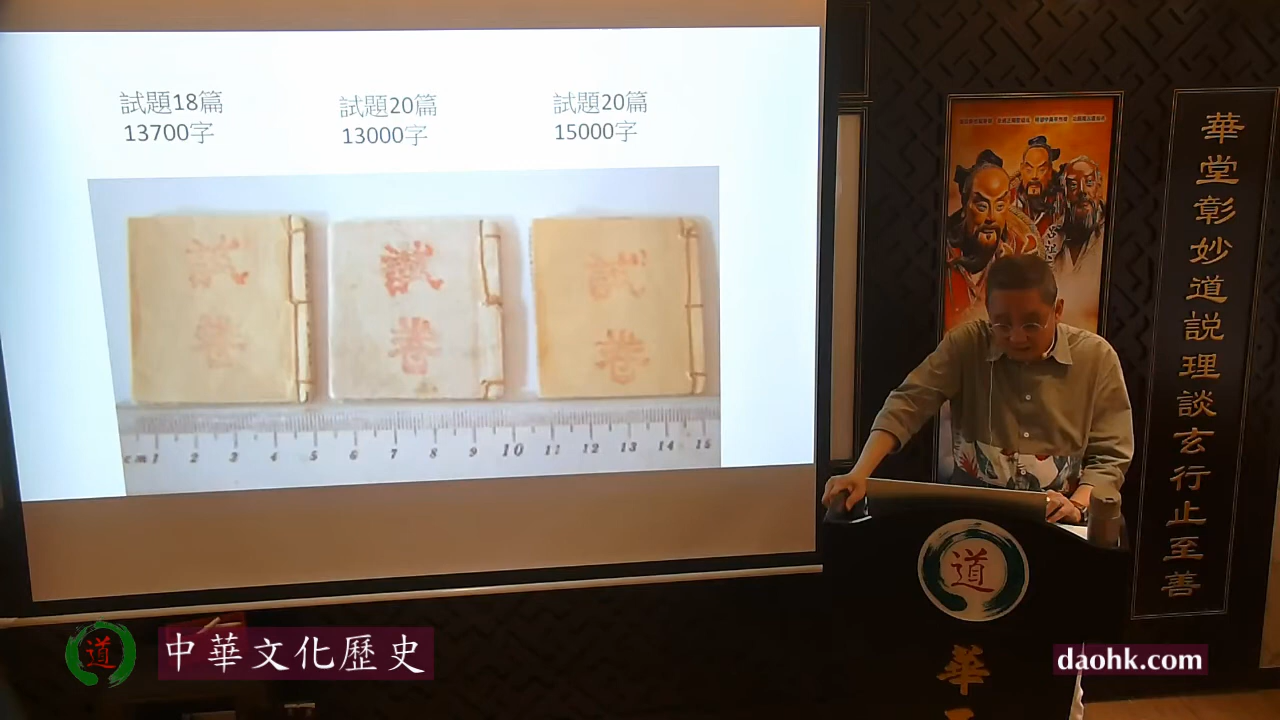 試題18篇
13700字
試題20篇
13000字
試題20篇
15000字
試卷
試卷
試卷
cm 1 2 3 4 5 6 7 8 9 10 11 12 13 14 15
華堂彰妙道説理談玄行止至善
道
華
道
中華文化歷史
daohk.com